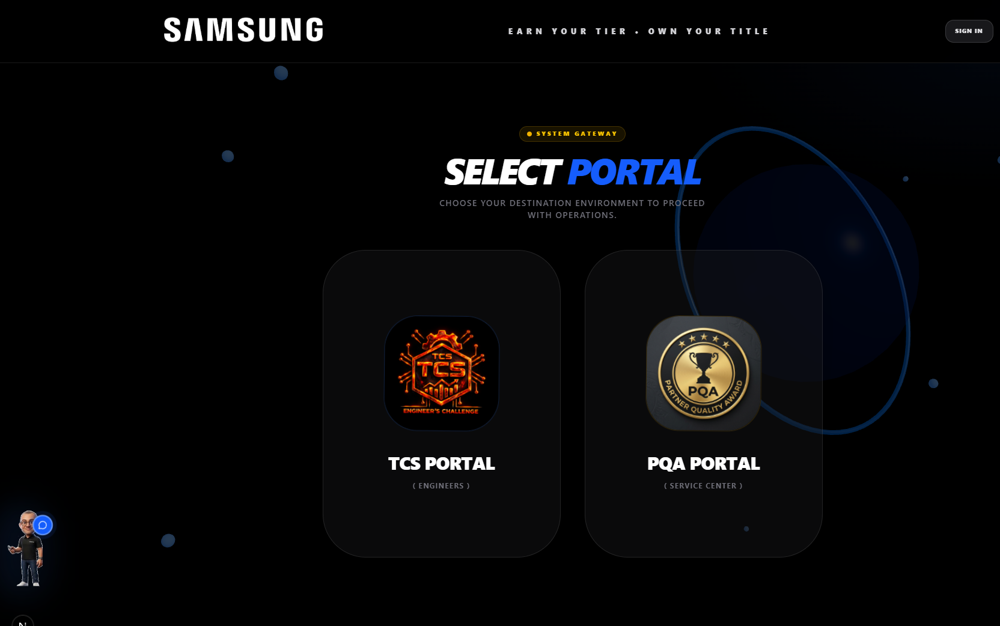 SAMSUNG
EARN YOUR TIER • OWN YOUR TITLE
SIGN IN
SYSTEM GATEWAY
SELECT PORTAL
CHOOSE YOUR DESTINATION ENVIRONMENT TO PROCEED
WITH OPERATIONS.
TCS
TCS
ENGINEER'S CHALLENGE
PQA
PARTNER QUALITY AWARD
TCS PORTAL
( ENGINEERS )
PQA PORTAL
( SERVICE CENTER )
N